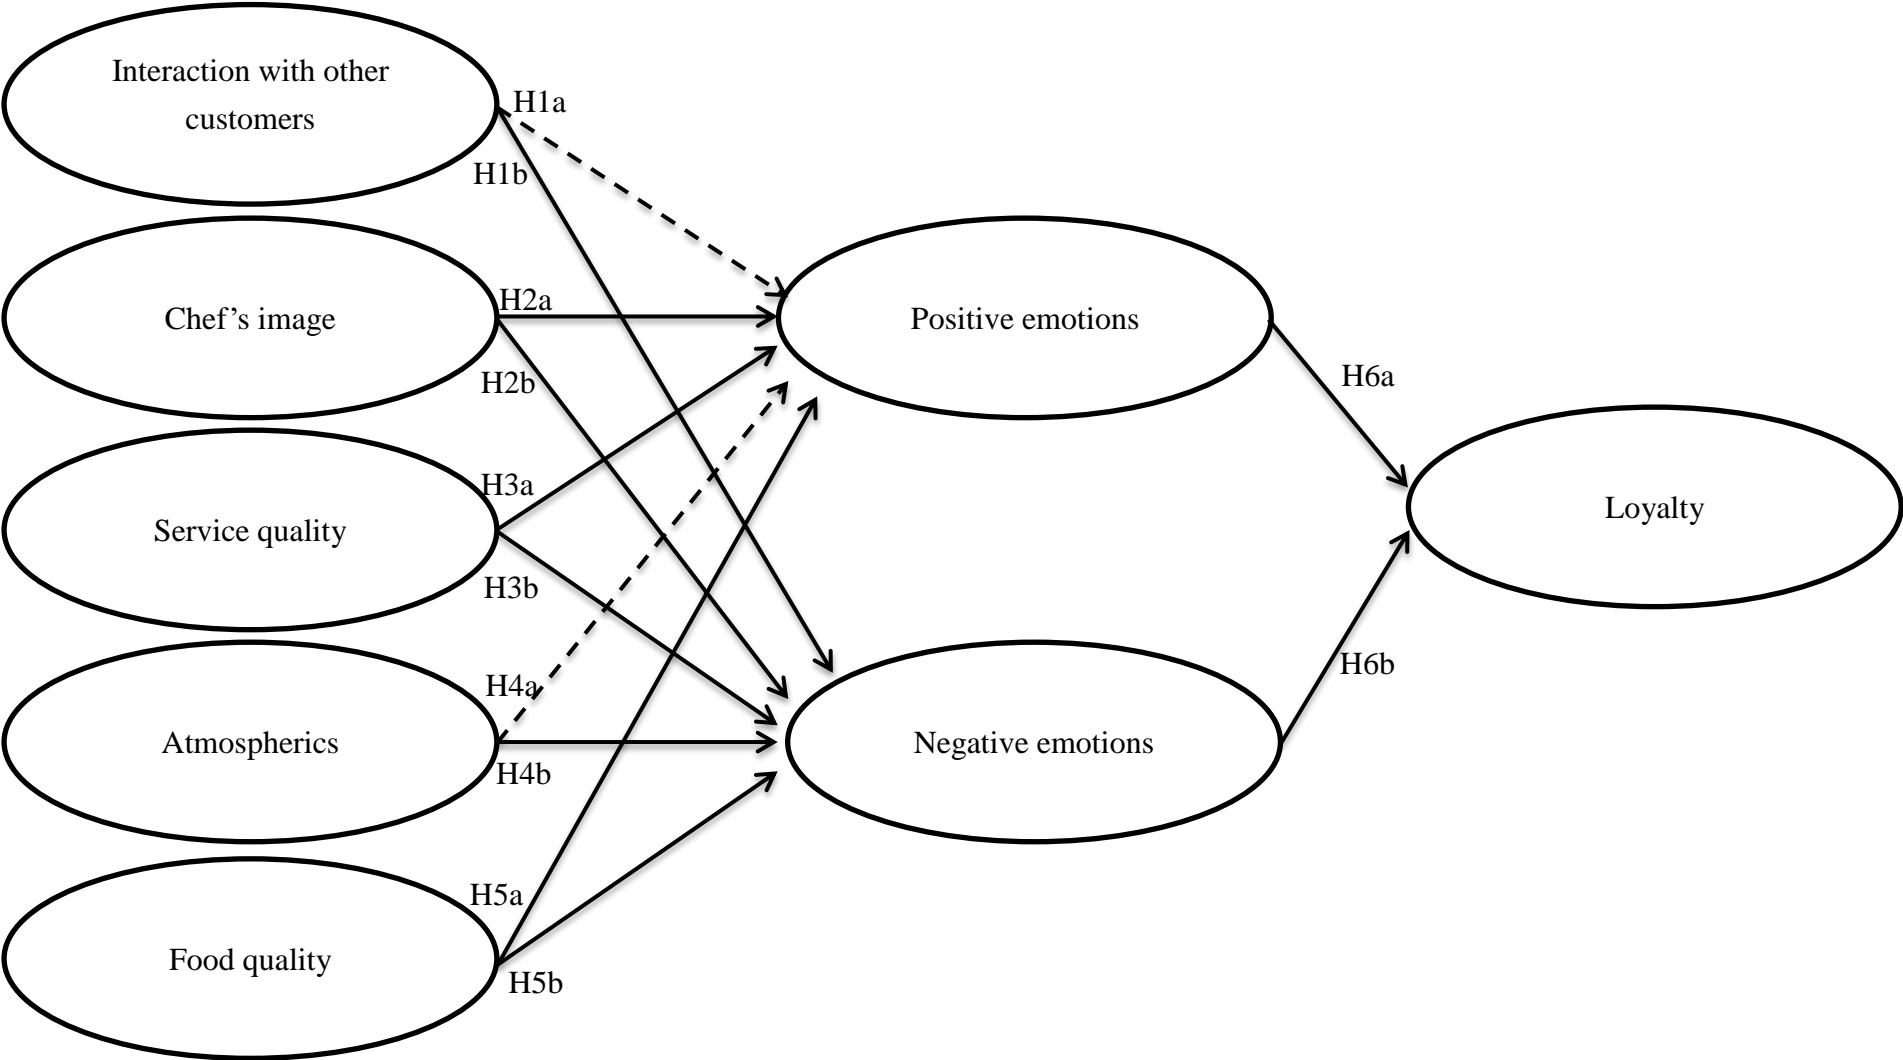 Interaction with other
customers
H1a
H1b
Chef’s image
H2a
H2b
Positive emotions
H6a
Service quality
H3a
H3b
Loyalty
Atmospherics
H4a
H4b
Negative emotions
H6b
Food quality
H5a
H5b